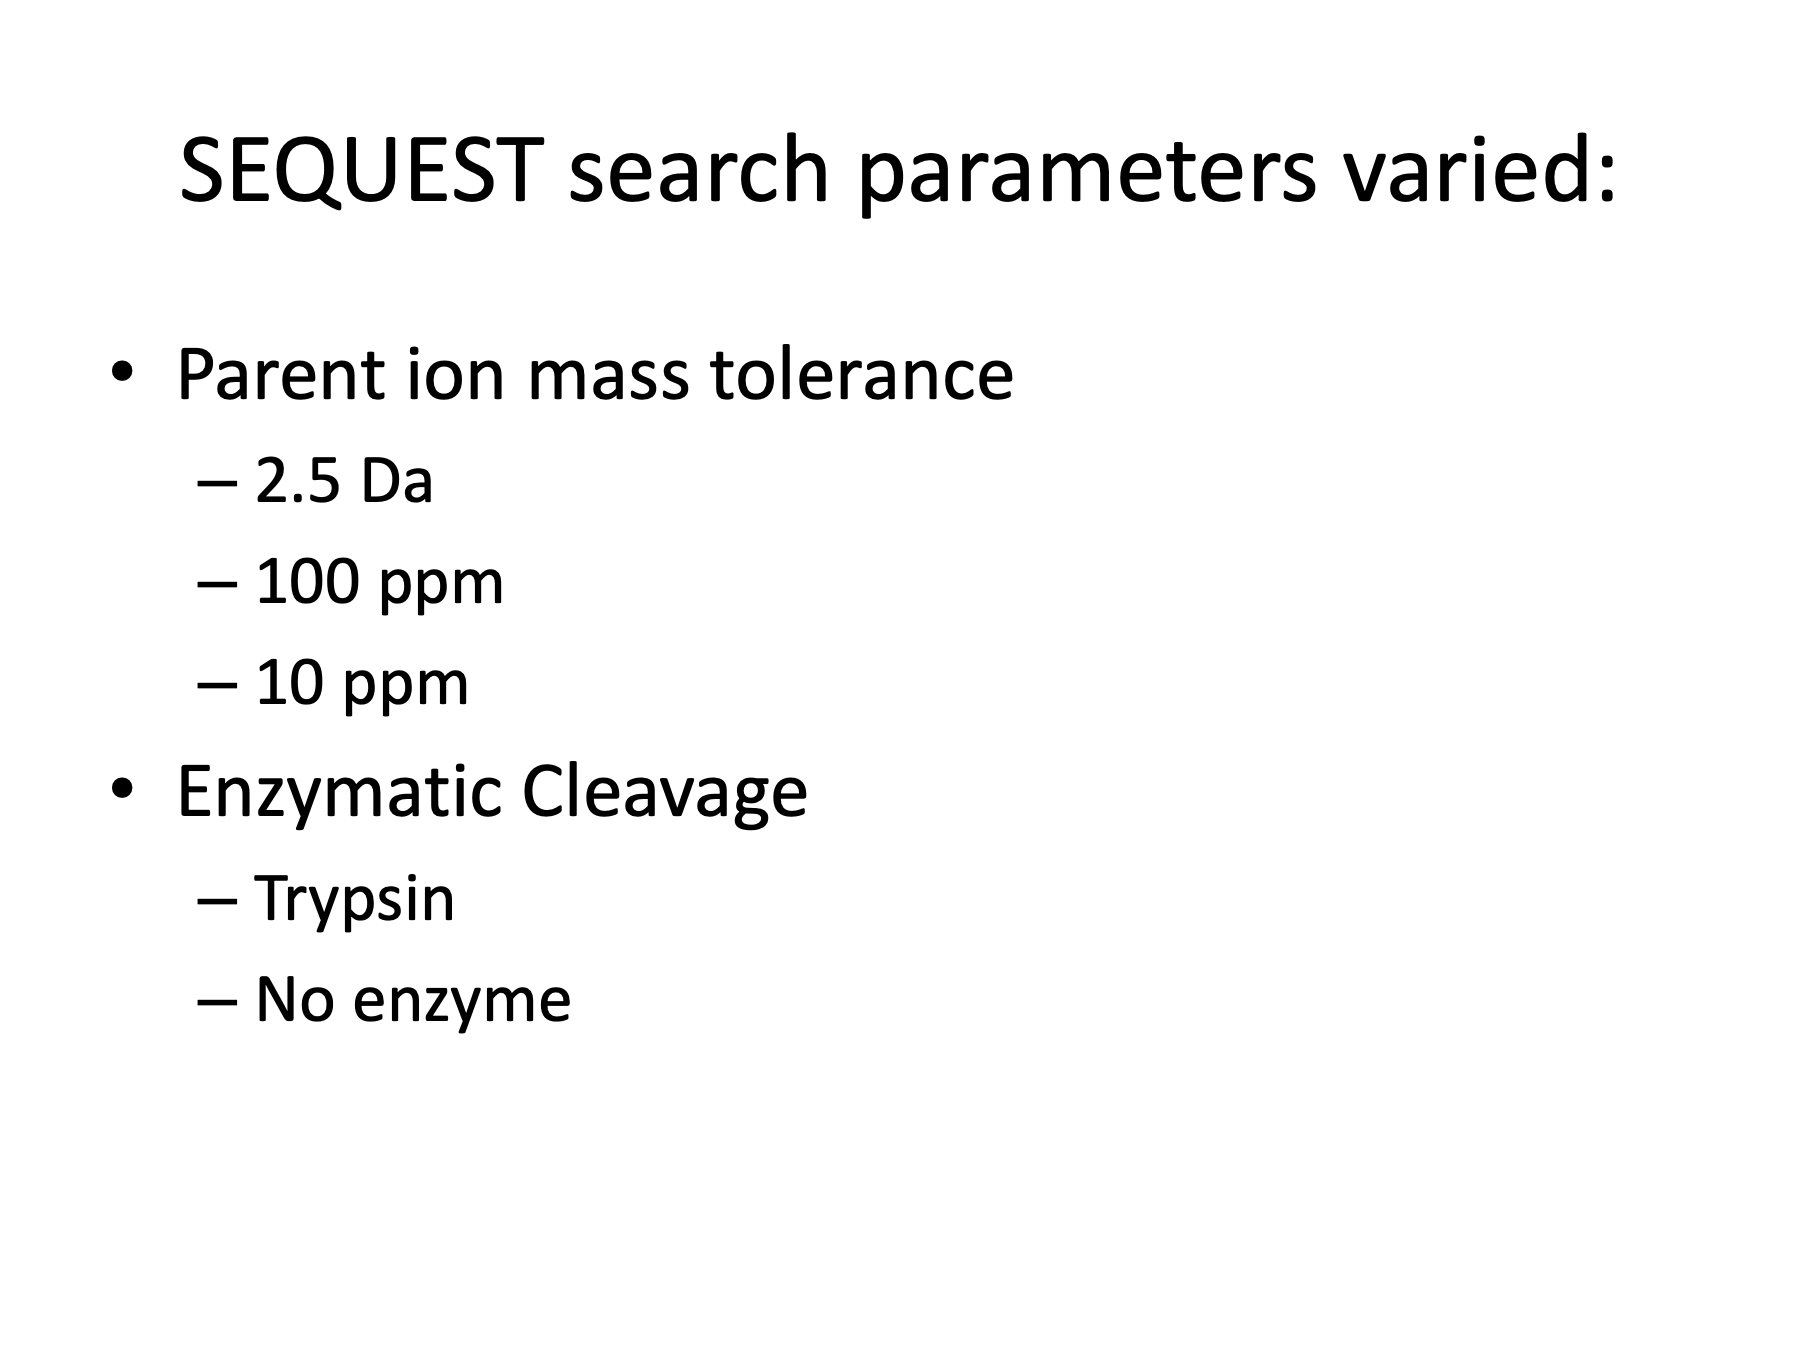 SEQUEST search parameters varied:
• Parent ion mass tolerance
– 2.5 Da
– 100 ppm
– 10 ppm
• Enzymatic Cleavage
– Trypsin
– No enzyme